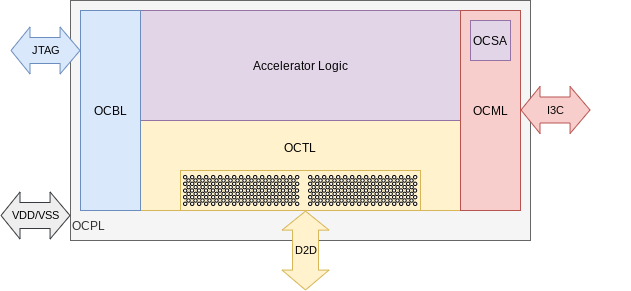 OCSA
JTAG
Accelerator Logic
OCBL
OCML
I3C
OCTL
VDD/VSS
OCPL
D2D